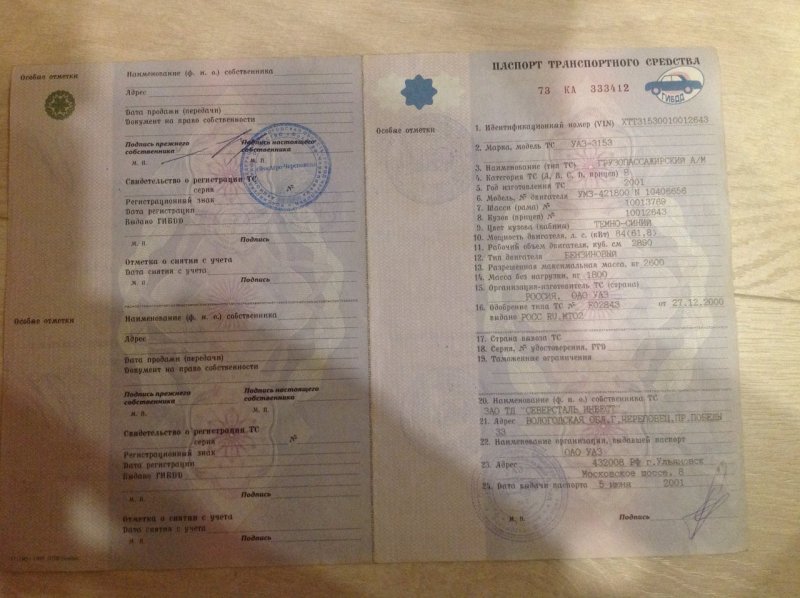 Особые отметки
Наименование (ф. и. о.) собственника
Адрес
Дата продажи (передачи)
Документ на право собственности
Подпись прежнего собственника
Подпись настоящего собственника
М. П.
М. П.
Свидетельство о регистрации ТС
серия №
Регистрационный знак
Дата регистрации
Выдано ГИБДД
М. П.
Подпись
Отметка о снятии с учета
Дата снятия с учета
М. П.
Подпись
Особые отметки
Наименование (ф. и. о.) собственника
Адрес
Дата продажи (передачи)
Документ на право собственности
Подпись прежнего собственника
Подпись настоящего собственника
М. П.
М. П.
Свидетельство о регистрации ТС
серия №
Регистрационный знак
Дата регистрации
Выдано ГИБДД
М. П.
Подпись
Отметка о снятии с учета
Дата снятия с учета
М. П.
Подпись
ПАСПОРТ ТРАНСПОРТНОГО СРЕДСТВА
73 КА 333412
ГИБДД
Особые отметки
1. Идентификационный номер (VIN) XTT31530010012643
2. Марка, модель ТС УАЗ-3153
3. Наименование (тип ТС) ГРУЗОПАССАЖИРСКИЙ А/М
4. Категория ТС (А, В, С, D, прицеп) В
5. Год изготовления ТС 2001
6. Модель, № двигателя УМЗ-421800 N 10406656
7. Шасси (рама) № 10013789
8. Кузов (прицеп) № 10012643
9. Цвет кузова (кабины) ТЕМНО-СИНИЙ
10. Мощность двигателя, л. с. (кВт) 84(61,8)
11. Рабочий объем двигателя, куб. см 2890
12. Тип двигателя БЕНЗИНОВЫЙ
13. Разрешенная максимальная масса, кг 2600
14. Масса без нагрузки, кг 1800
15. Организация-изготовитель ТС (страна)
РОССИЯ, ОАО УАЗ
16. Одобрение типа ТС № E02843 от 27.12.2000
выдано РОСС RU.МТ02
17. Страна вывоза ТС
18. Серия, № удостоверения, ГТД
19. Таможенные ограничения
20. Наименование (ф. и. о.) собственника ТС
ЗАО ТД "СЕВЕРСТАЛЬ ИНВЕСТ"
21. Адрес ВОЛОГОДСКАЯ ОБЛ.Г.ЧЕРЕПОВЕЦ,ПР.ПОБЕДЫ
33
22. Наименование организации, выдавшей паспорт
ОАО УАЗ
23. Адрес 432008 РФ г.Ульяновск
Московское шоссе, 8
24. Дата выдачи паспорта 5 июня 2001
М. П.
Подпись